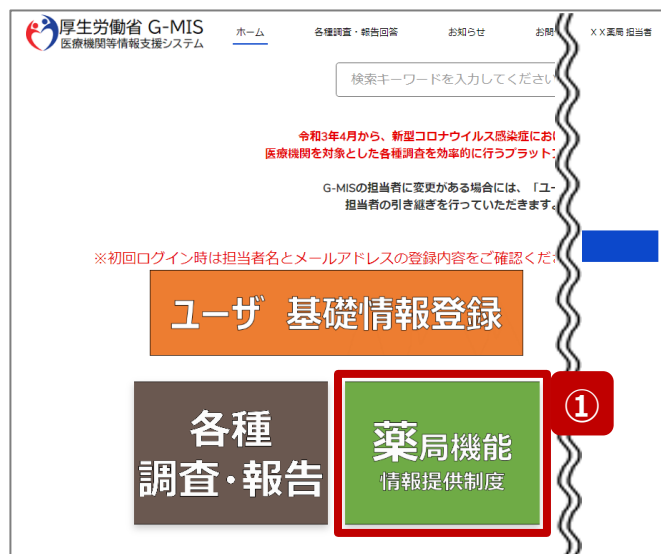 厚生労働省 G-MIS
医療機関等情報支援システム
ホーム
各種調査・報告回答
お知らせ
お問
XX薬局 担当者
検索キーワードを入力してください
令和3年4月から、新型コロナウイルス感染症にお
医療機関を対象とした各種調査を効率的に行うプラット
G-MISの担当者に変更がある場合には、「ユー
担当者の引き継ぎを行っていただきます。
※初回ログイン時は担当者名とメールアドレスの登録内容をご確認くだ
ユーザ 基礎情報登録
各種
調査・報告
薬局機能
情報提供制度
①